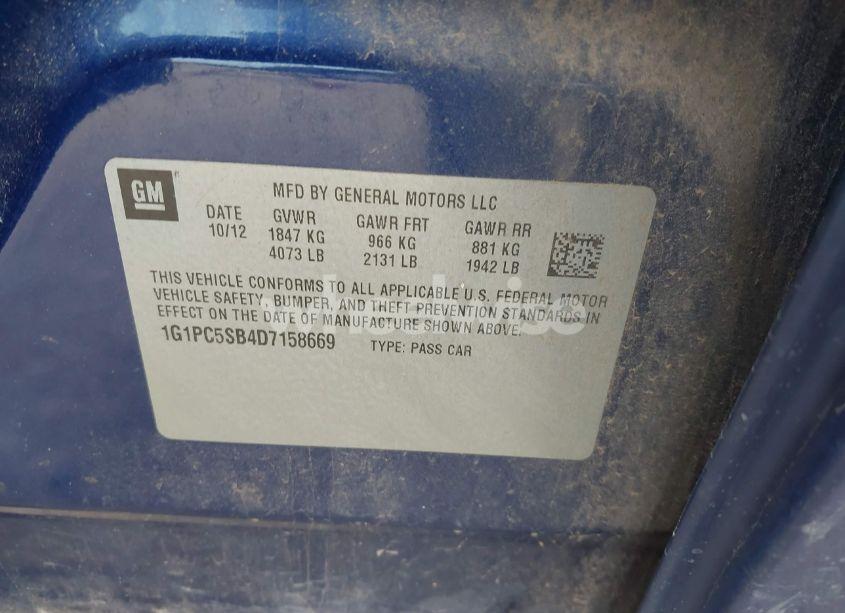 GM
MFD BY GENERAL MOTORS LLC
DATE GVWR GAWR FRT GAWR RR
10/12 1847 KG 966 KG 881 KG
4073 LB 2131 LB 1942 LB
THIS VEHICLE CONFORMS TO ALL APPLICABLE U.S. FEDERAL MOTOR
VEHICLE SAFETY, BUMPER, AND THEFT PREVENTION STANDARDS IN
EFFECT ON THE DATE OF MANUFACTURE SHOWN ABOVE.
1G1PC5SB4D7158669 TYPE: PASS CAR